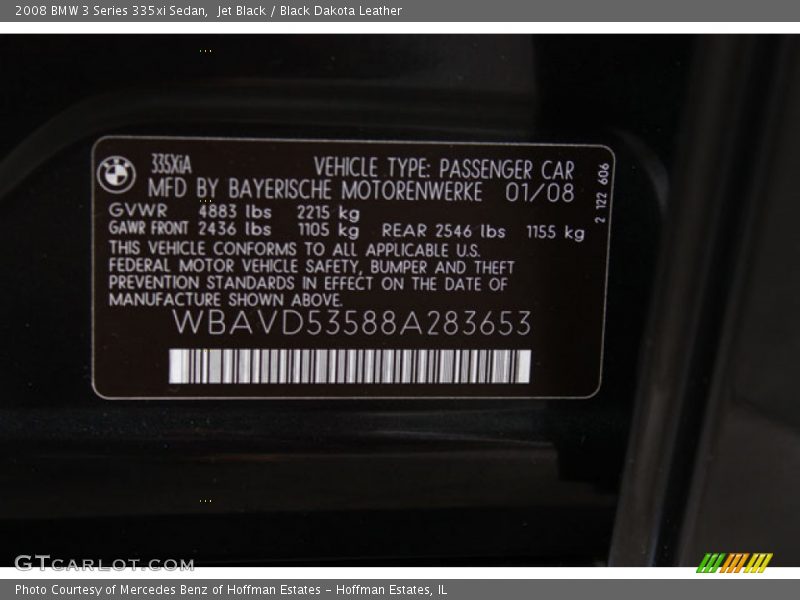 2008 BMW 3 Series 335xi Sedan,  Jet Black / Black Dakota Leather
335XiA VEHICLE TYPE: PASSENGER CAR
MFD BY BAYERISCHE MOTORENWERKE 01/08
GVWR 4883 lbs 2215 kg
GAWR FRONT 2436 lbs 1105 kg REAR 2546 lbs 1155 kg
THIS VEHICLE CONFORMS TO ALL APPLICABLE U.S.
FEDERAL MOTOR VEHICLE SAFETY, BUMPER AND THEFT
PREVENTION STANDARDS IN EFFECT ON THE DATE OF
MANUFACTURE SHOWN ABOVE.
WBAVD53588A283653
2 122 606
GTCARLOT.COM
Photo Courtesy of Mercedes Benz of Hoffman Estates - Hoffman Estates, IL